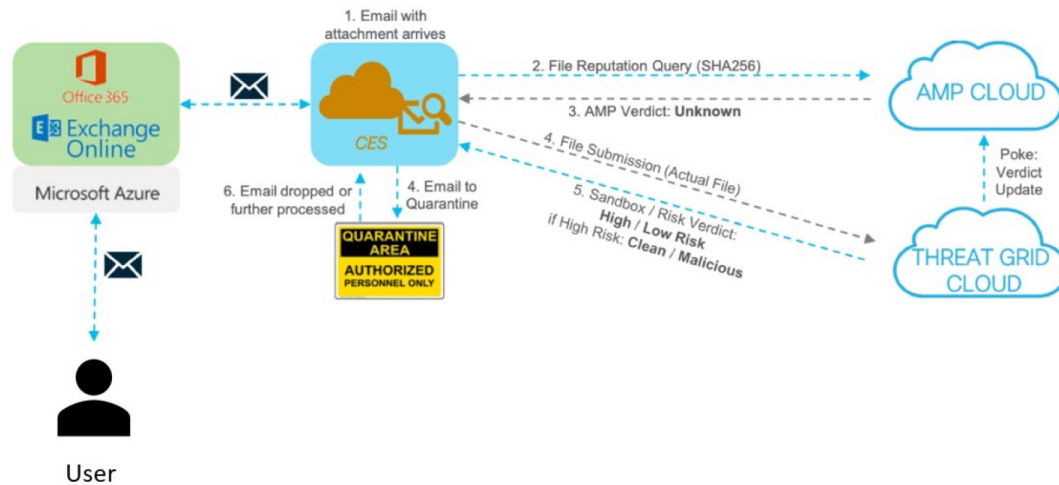 1. Email with
attachment arrives
Office 365
Exchange
Online
Microsoft Azure
CES
2. File Reputation Query (SHA256)
3. AMP Verdict: Unknown
AMP CLOUD
4. File Submission (Actual File)
5. Sandbox / Risk Verdict:
High / Low Risk
if High Risk: Clean / Malicious
Poke:
Verdict
Update
THREAT GRID
CLOUD
6. Email dropped or
further processed
4. Email to
Quarantine
QUARANTINE
AREA
AUTHORIZED
PERSONNEL ONLY
User